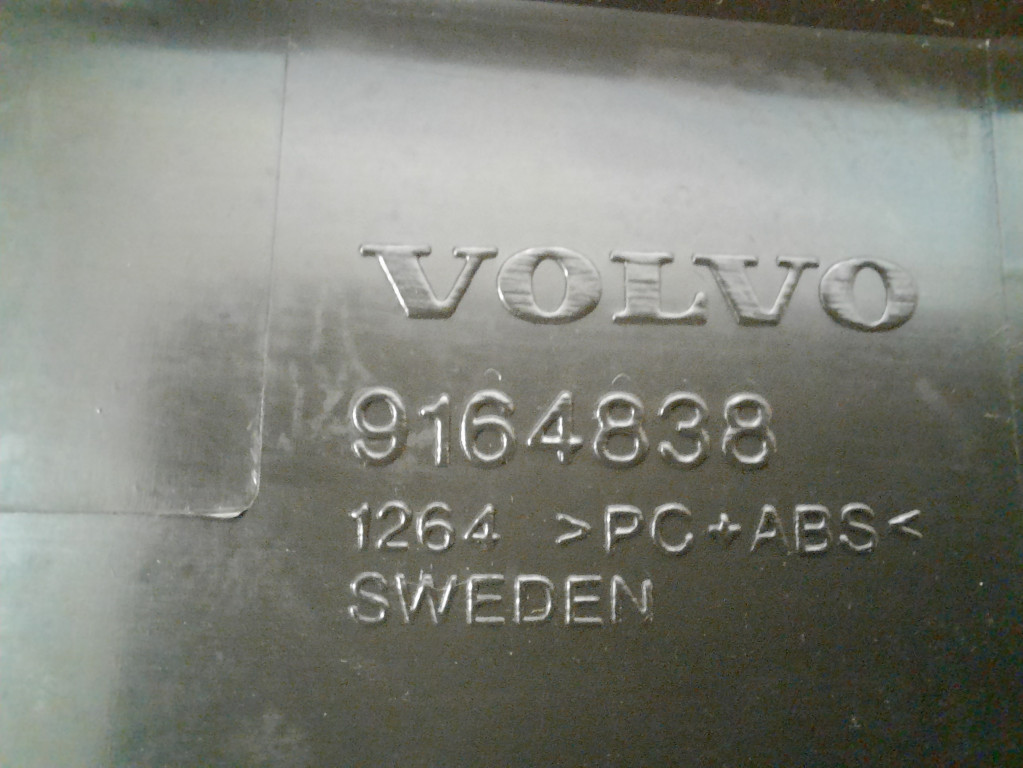 VOLVO
9164838
1264 >PC+ABS<
SWEDEN